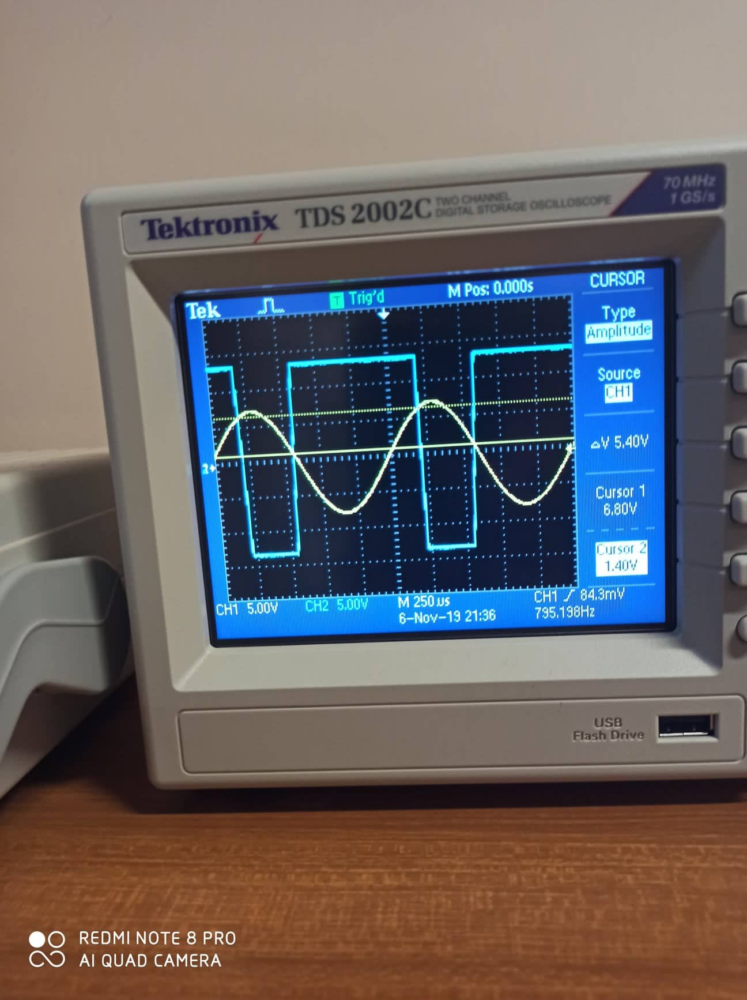 Tektronix TDS 2002C TWO CHANNEL
DIGITAL STORAGE OSCILLOSCOPE
70 MHz
1 GS/s
Tek Trig'd M Pos: 0.000s
T
CURSOR
Type
Amplitude
Source
CH1
△V 5.40V
Cursor 1
6.80V
Cursor 2
1.40V
2
CH1 5.00V CH2 5.00V M 250µs CH1 84.3mV
6-Nov-19 21:36 795.198Hz
USB
Flash Drive
REDMI NOTE 8 PRO
AI QUAD CAMERA